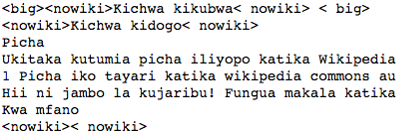 <big><nowiki>Kichwa kikubwa< nowiki> < big>
<nowiki>Kichwa kidogo< nowiki>
Picha
Ukitaka kutumia picha iliyopo katika Wikipedia
1 Picha iko tayari katika wikipedia commons au
Hii ni jambo la kujaribu! Fungua makala katika
Kwa mfano
<nowiki>< nowiki>